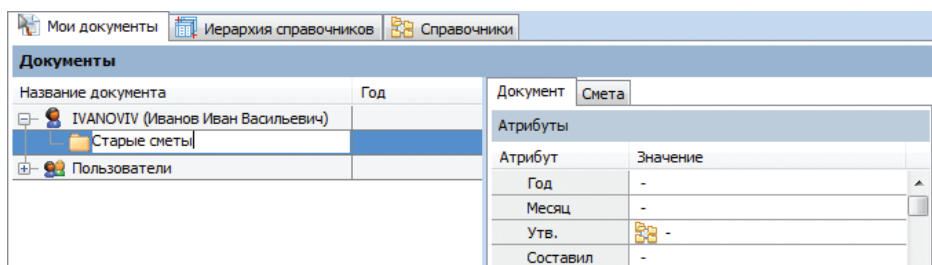 Мои документы Иерархия справочников Справочники
Документы
Название документа Год
IVANOVIV (Иванов Иван Васильевич)
Старые сметы
Пользователи
Документ Смета
Атрибуты
Атрибут Значение
Год -
Месяц -
Утв. -
Составил -